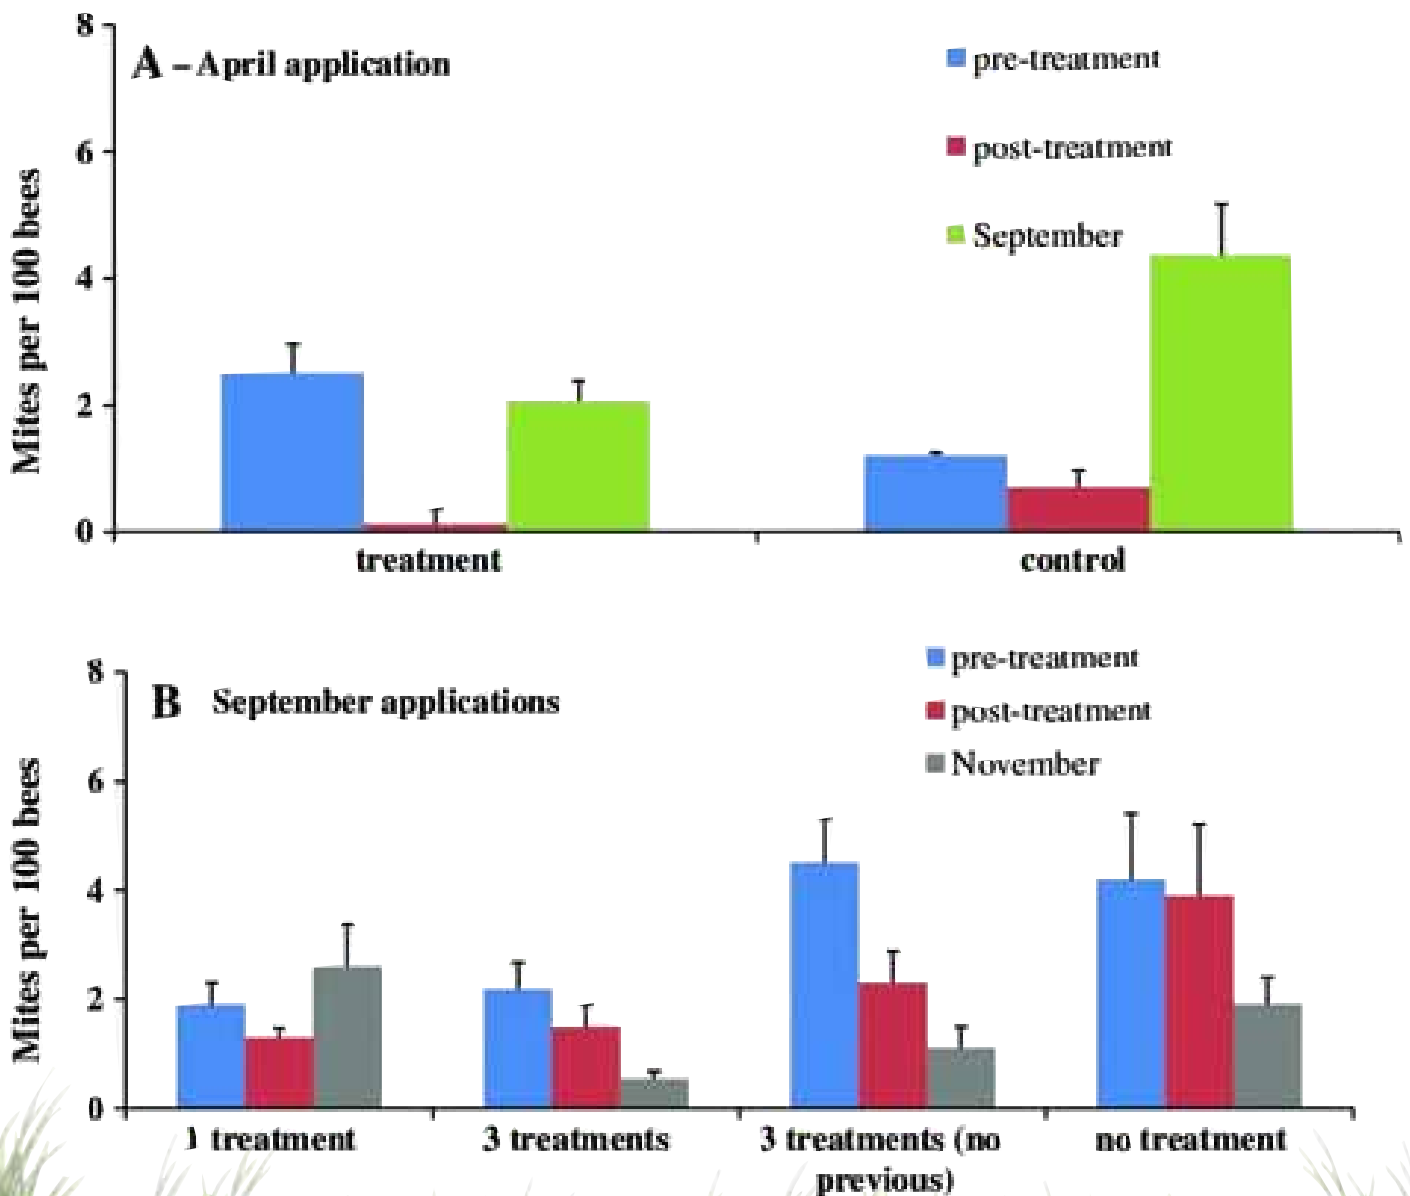 8
A – April application
pre-treatment
6
post-treatment
September
4
2
0
Mites per 100 bees
treatment
control
8
B September applications
pre-treatment
post-treatment
November
6
4
2
0
Mites per 100 bees
1 treatment
3 treatments
3 treatments (no
previous)
no treatment